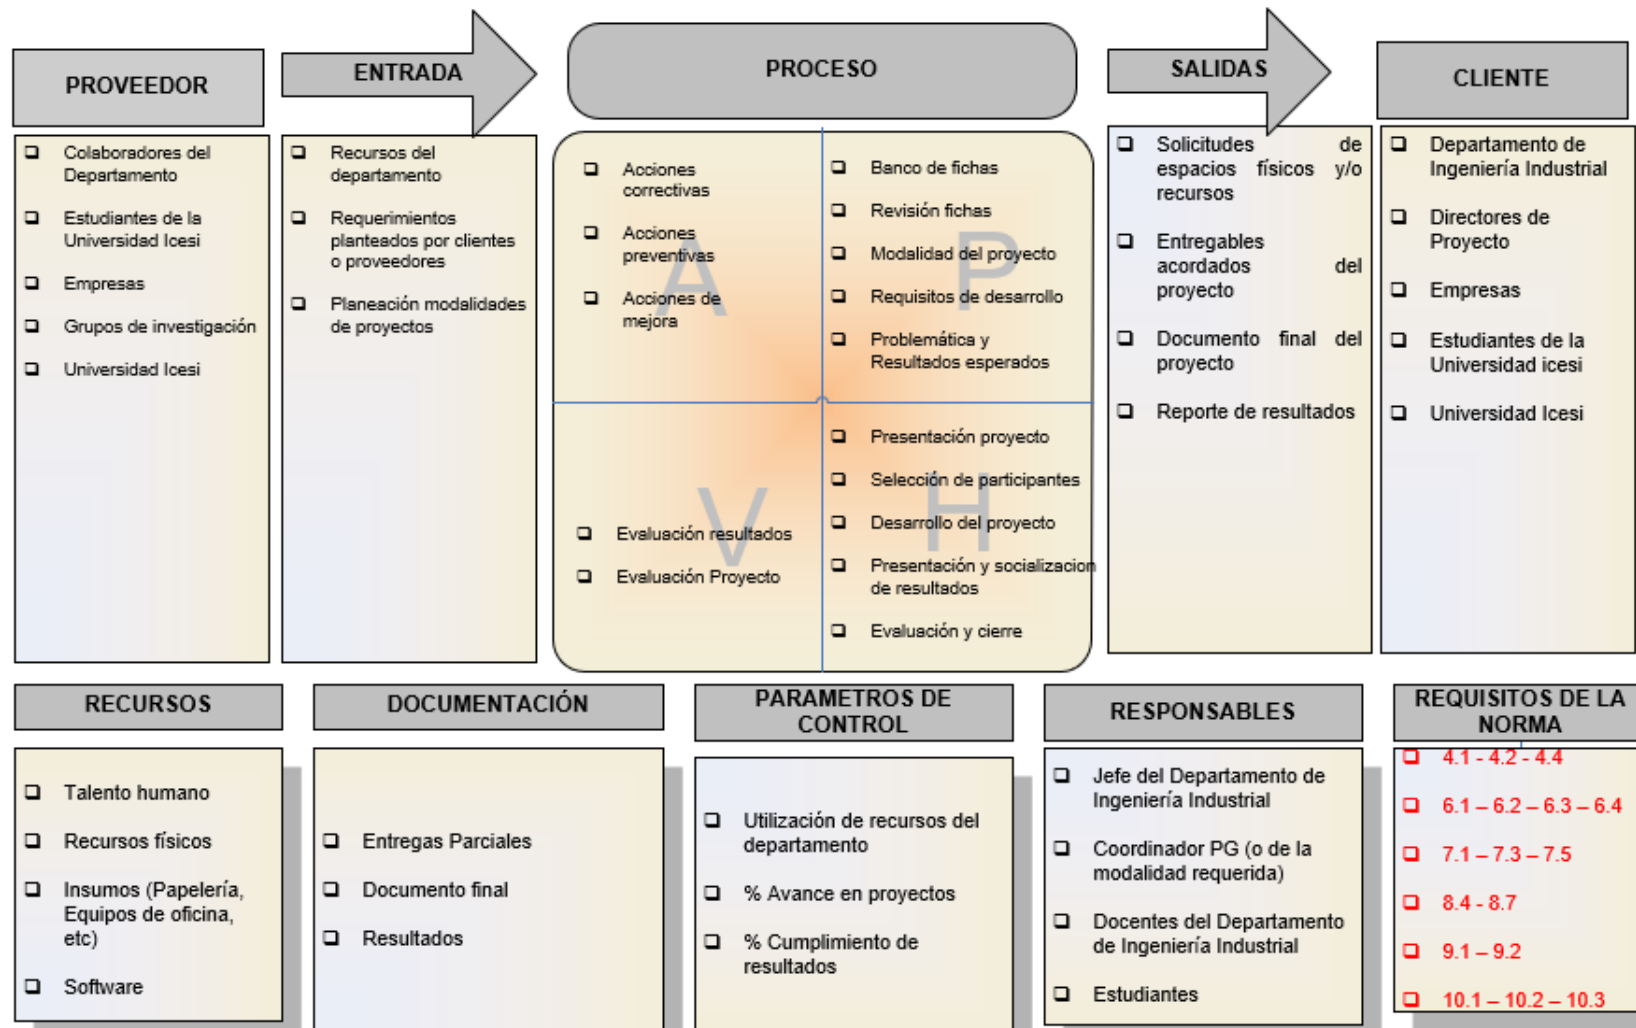 PROVEEDOR
Colaboradores del
Departamento
Estudiantes de la
Universidad Icesi
Empresas
Grupos de investigación
Universidad Icesi
ENTRADA
Recursos del
departamento
Requerimientos
planteados por clientes
o proveedores
Planeación modalidades
de proyectos
PROCESO
A
Acciones
correctivas
Acciones
preventivas
Acciones de
mejora
P
Banco de fichas
Revisión fichas
Modalidad del proyecto
Requisitos de desarrollo
Problemática y
Resultados esperados
V
Evaluación resultados
Evaluación Proyecto
H
Presentación proyecto
Selección de participantes
Desarrollo del proyecto
Presentación y socializacion
de resultados
Evaluación y cierre
SALIDAS
Solicitudes de
espacios físicos y/o
recursos
Entregables
acordados del
proyecto
Documento final del
proyecto
Reporte de resultados
CLIENTE
Departamento de
Ingeniería Industrial
Directores de
Proyecto
Empresas
Estudiantes de la
Universidad icesi
Universidad Icesi
RECURSOS
Talento humano
Recursos físicos
Insumos (Papelería,
Equipos de oficina,
etc)
Software
DOCUMENTACIÓN
Entregas Parciales
Documento final
Resultados
PARAMETROS DE
CONTROL
Utilización de recursos del
departamento
% Avance en proyectos
% Cumplimiento de
resultados
RESPONSABLES
Jefe del Departamento de
Ingeniería Industrial
Coordinador PG (o de la
modalidad requerida)
Docentes del Departamento
de Ingeniería Industrial
Estudiantes
REQUISITOS DE LA
NORMA
4.1 - 4.2 - 4.4
6.1 – 6.2 – 6.3 – 6.4
7.1 – 7.3 – 7.5
8.4 - 8.7
9.1 – 9.2
10.1 – 10.2 – 10.3